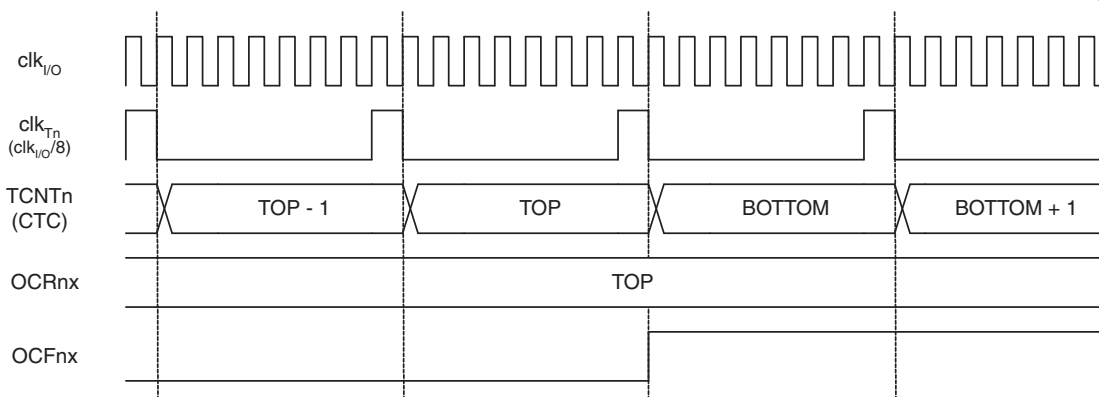 clkI/O
clkTn
(clkI/O/8)
TCNTn
(CTC)
TOP - 1
TOP
BOTTOM
BOTTOM + 1
OCRnx
TOP
OCFnx